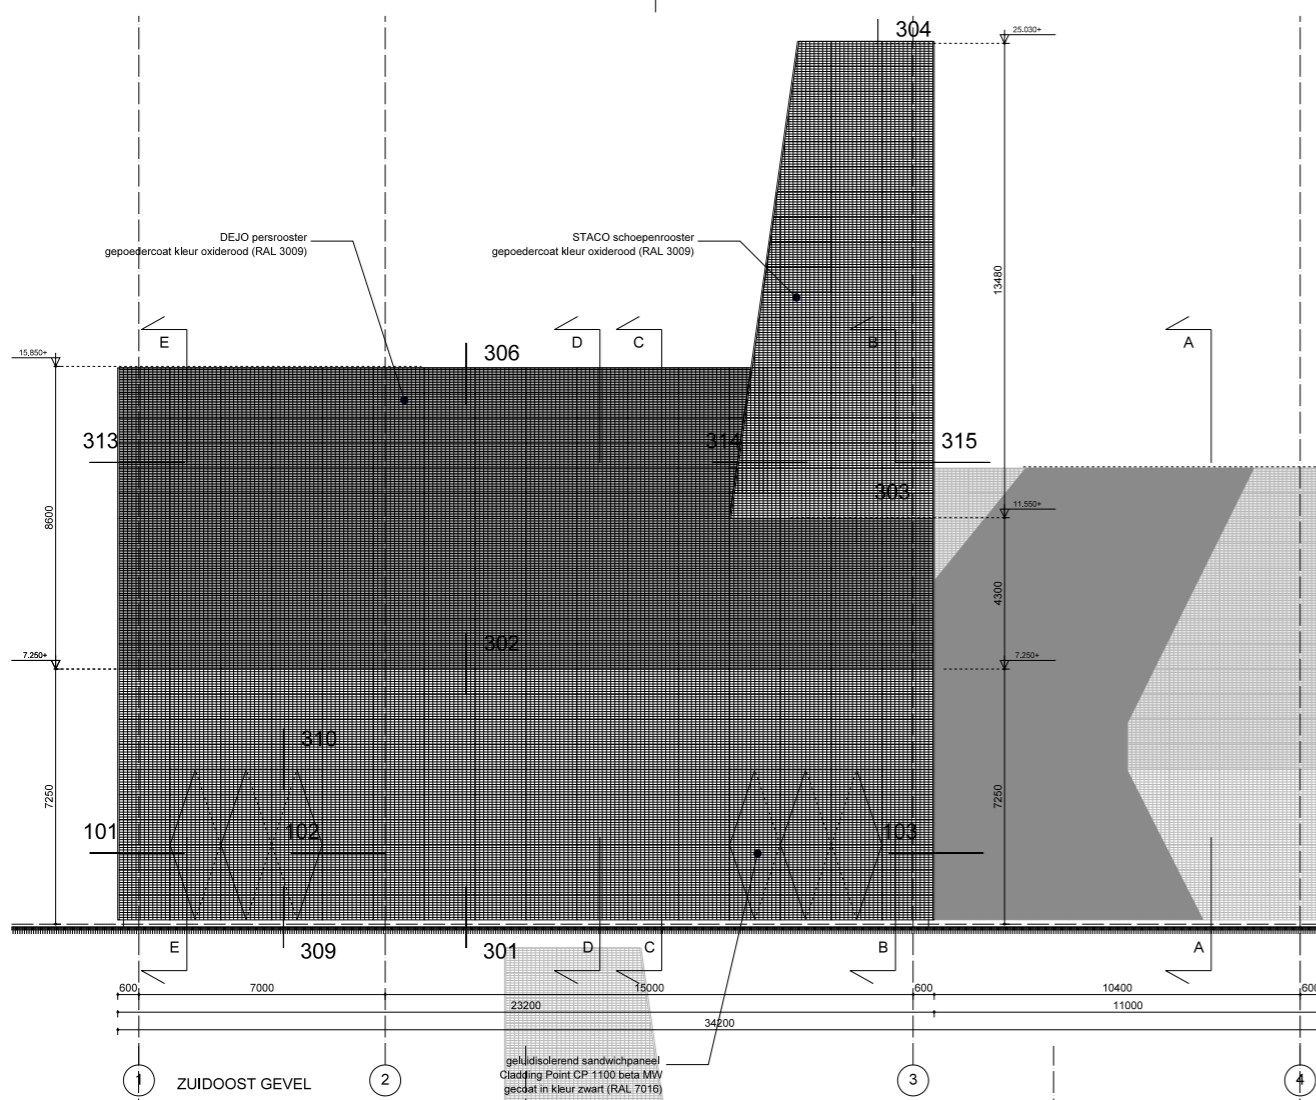 304
25.030+
DEJO persrooster
gepoedercoat kleur oxiderood (RAL 3009)
STACO schoepenrooster
gepoedercoat kleur oxiderood (RAL 3009)
13480
E
D
C
B
A
15.850+
306
313
314
315
303
11.550+
8600
4300
302
7.250+
7.250+
310
7250
7250
101
102
103
E
309
301
D
C
B
A
600
7000
15000
600
10400
600
23200
11000
34200
geluidisolerend sandwichpaneel
Cladding Point CP 1100 beta MW
gecoat in kleur zwart (RAL 7016)
1
ZUIDOOST GEVEL
2
3
4